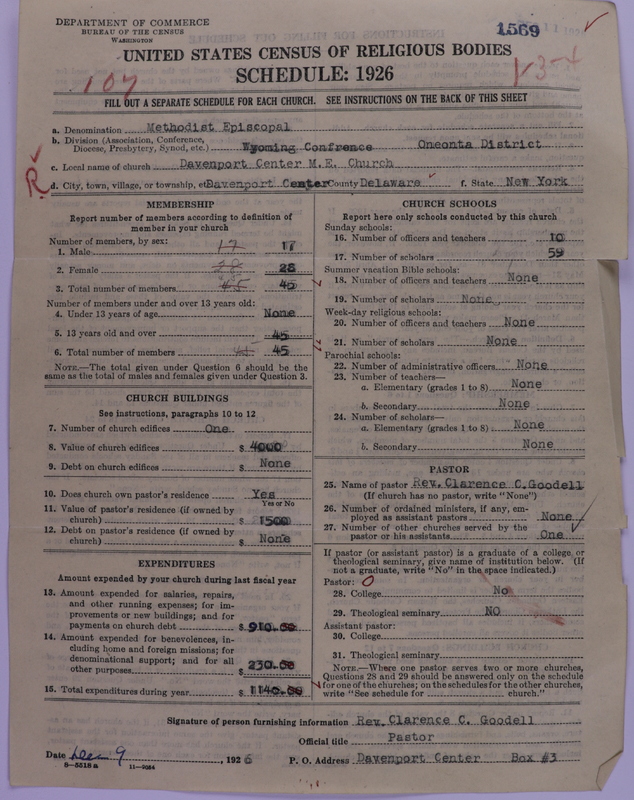 DEPARTMENT OF COMMERCE
BUREAU OF THE CENSUS
WASHINGTON
1569
UNITED STATES CENSUS OF RELIGIOUS BODIES
SCHEDULE: 1926
107
FILL OUT A SEPARATE SCHEDULE FOR EACH CHURCH. SEE INSTRUCTIONS ON THE BACK OF THIS SHEET
a. Denomination Methodist Episcopal
b. Division (Association, Conference, Diocese, Presbytery, Synod, etc.) Wyoming Confrence Oneonta District
c. Local name of church Davenport Center M.E. Church
R d. City, town, village, or township, etc Davenport Center County Delaware f. State New York
MEMBERSHIP
Report number of members according to definition of
member in your church
Number of members, by sex:
1. Male 17 17
2. Female 28 28
3. Total number of members 45 45
Number of members under and over 13 years old:
4. Under 13 years of age None
5. 13 years old and over 45
6. Total number of members 45 45
NOTE.—The total given under Question 6 should be the
same as the total of males and females given under Question 3.
CHURCH BUILDINGS
See instructions, paragraphs 10 to 12
7. Number of church edifices One
8. Value of church edifices $ 4000
9. Debt on church edifices $ None
10. Does church own pastor's residence Yes
Yes or No
11. Value of pastor's residence (if owned by
church) $ 1500
12. Debt on pastor's residence (if owned by
church) $ None
EXPENDITURES
Amount expended by your church during last fiscal year
13. Amount expended for salaries, repairs,
and other running expenses; for im-
provements or new buildings; and for
payments on church debt $ 910.00
14. Amount expended for benevolences, in-
cluding home and foreign missions; for
denominational support; and for all
other purposes $ 230.00
15. Total expenditures during year $ 1140.00
CHURCH SCHOOLS
Report here only schools conducted by this church
Sunday schools:
16. Number of officers and teachers 10
17. Number of scholars 59
Summer vacation Bible schools:
18. Number of officers and teachers None
19. Number of scholars None
Week-day religious schools:
20. Number of officers and teachers None
21. Number of scholars None
Parochial schools:
22. Number of administrative officers None
23. Number of teachers—
a. Elementary (grades 1 to 8) None
b. Secondary None
24. Number of scholars—
a. Elementary (grades 1 to 8) None
b. Secondary None
PASTOR
25. Name of pastor Rev. Clarence C. Goodell
(If church has no pastor, write "None")
26. Number of ordained ministers, if any, em-
ployed as assistant pastors None
27. Number of other churches served by the
pastor or his assistants One
If pastor (or assistant pastor) is a graduate of a college or
theological seminary, give name of institution below. (If
not a graduate, write "No" in the space indicated.)
Pastor: 0
28. College No
29. Theological seminary NO
Assistant pastor:
30. College
31. Theological seminary
NOTE.—Where one pastor serves two or more churches,
Questions 28 and 29 should be answered only on the schedule
for one of the churches; on the schedules for the other churches,
write "See schedule for church."
Signature of person furnishing information Rev. Clarence C. Goodell
Official title Pastor
Date Dec 9, 1926 P. O. Address Davenport Center Box #3
8—5518 a 11—9054